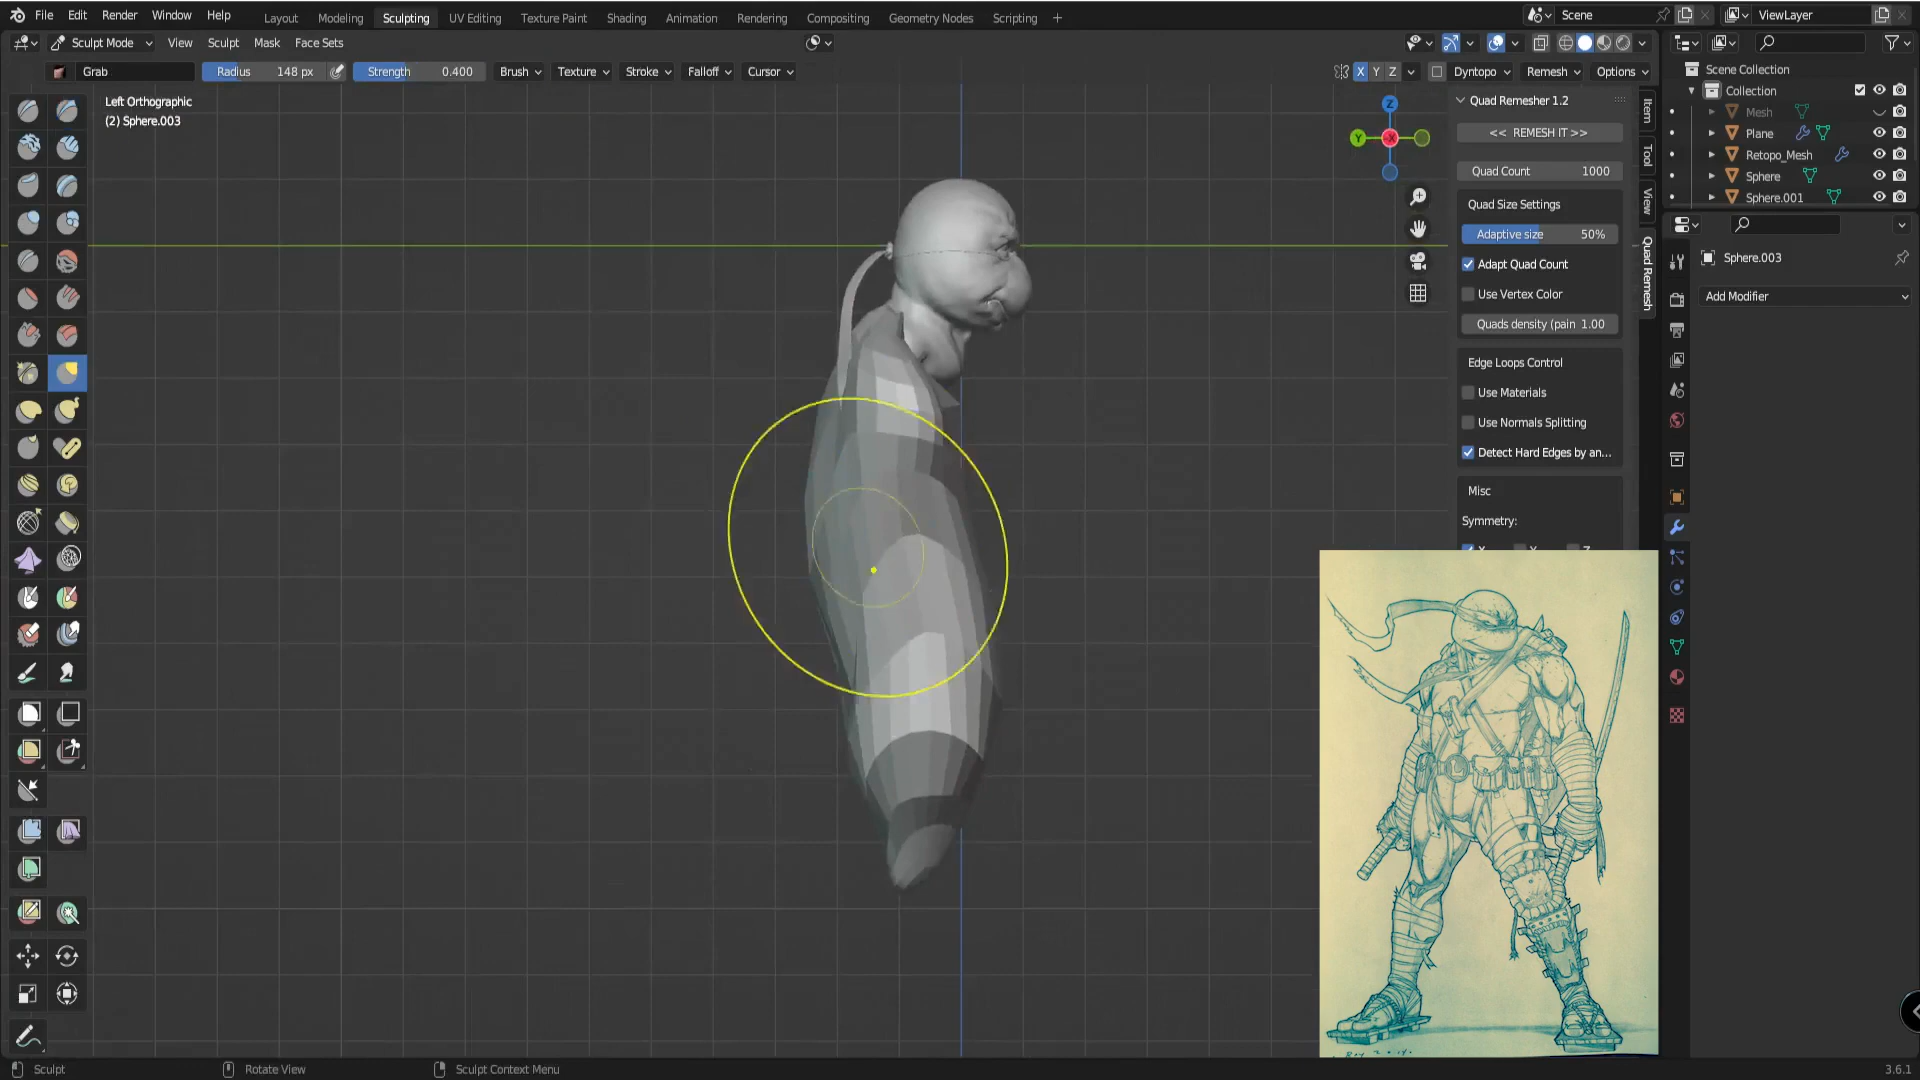 File Edit Render Window Help Layout Modeling Sculpting UV Editing Texture Paint Shading Animation Rendering Compositing Geometry Nodes Scripting + Scene ViewLayer
Sculpt Mode View Sculpt Mask Face Sets
Grab Radius 148 px Strength 0.400 Brush Texture Stroke Falloff Cursor X Y Z Dyntopo Remesh Options
Left Orthographic
(2) Sphere.003
Z
Y
X
Quad Remesher 1.2
<< REMESH IT >>
Quad Count 1000
Quad Size Settings
Adaptive size 50%
Adapt Quad Count
Use Vertex Color
Quads density (pain 1.00
Edge Loops Control
Use Materials
Use Normals Splitting
Detect Hard Edges by an...
Misc
Symmetry:
Item
Tool
View
Quad Remesh
Scene Collection
Collection
Mesh
Plane
Retopo_Mesh
Sphere
Sphere.001
Sphere.003
Add Modifier
Sculpt Rotate View Sculpt Context Menu 3.6.1